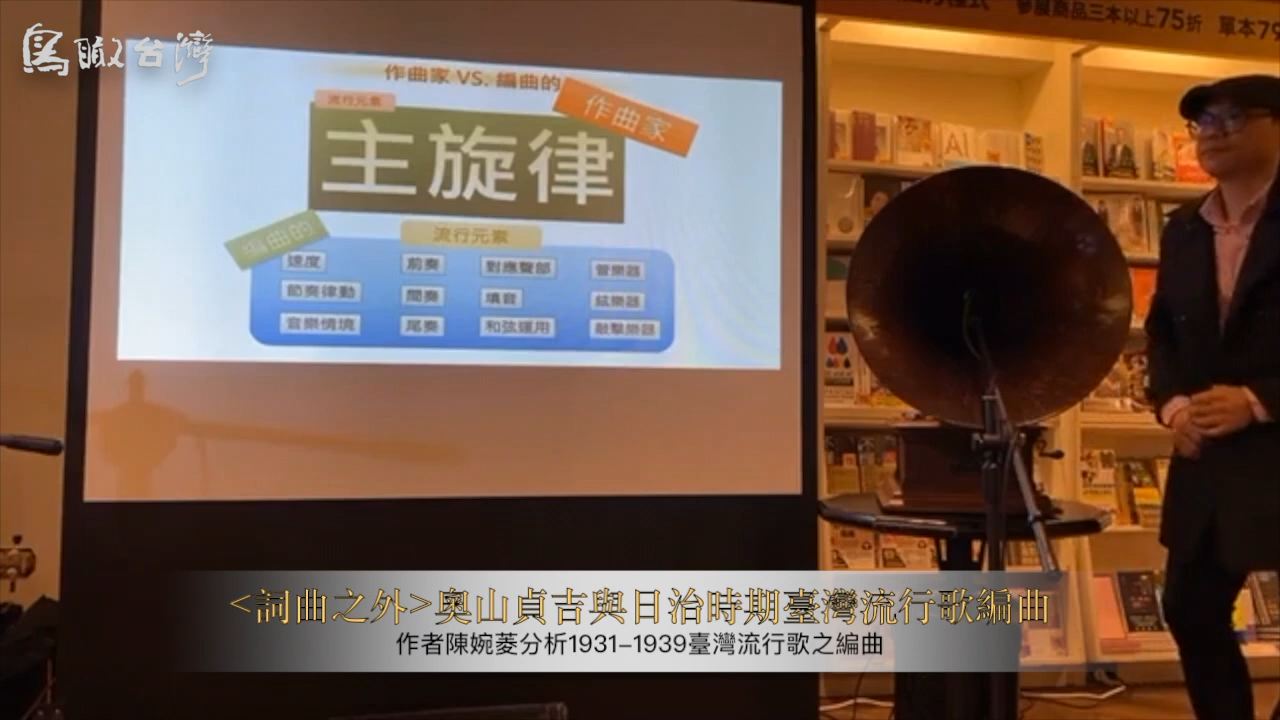 鳥瞰台灣
參展商品三本以上75折 單本79
作曲家 VS. 編曲的
作曲家
流行元素
主旋律
編曲的
流行元素
速度 前奏 對應聲部 管樂器
節奏律動 間奏 填音 絃樂器
音樂情境 尾奏 和弦運用 敲擊樂器
AI
<詞曲之外>奧山貞吉與日治時期臺灣流行歌編曲
作者陳婉菱分析1931–1939臺灣流行歌之編曲